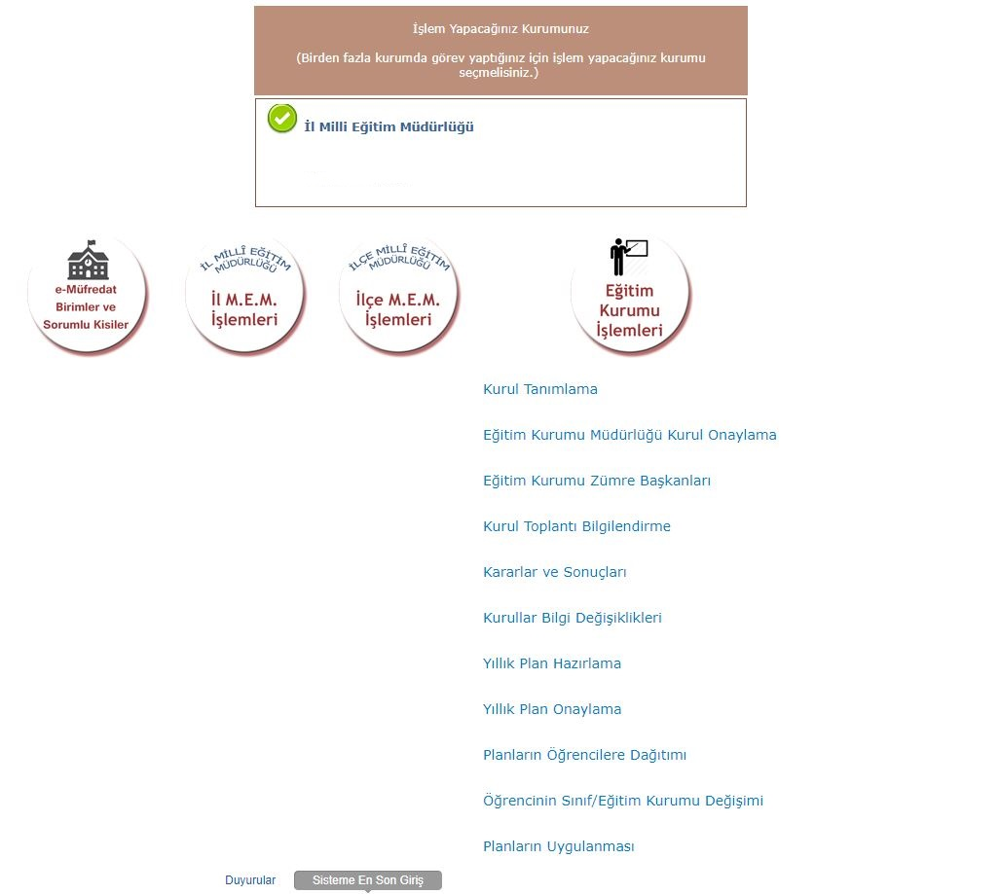 İşlem Yapacağınız Kurumunuz
(Birden fazla kurumda görev yaptığınız için işlem yapacağınız kurumu
seçmelisiniz.)
İl Milli Eğitim Müdürlüğü
e-Müfredat
Birimler ve
Sorumlu Kisiler
İL MİLLÎ EĞİTİM
MÜDÜRLÜĞÜ
İl M.E.M.
İşlemleri
İLÇE MİLLÎ EĞİTİM
MÜDÜRLÜĞÜ
İlçe M.E.M.
İşlemleri
Eğitim
Kurumu
İşlemleri
Kurul Tanımlama
Eğitim Kurumu Müdürlüğü Kurul Onaylama
Eğitim Kurumu Zümre Başkanları
Kurul Toplantı Bilgilendirme
Kararlar ve Sonuçları
Kurullar Bilgi Değişiklikleri
Yıllık Plan Hazırlama
Yıllık Plan Onaylama
Planların Öğrencilere Dağıtımı
Öğrencinin Sınıf/Eğitim Kurumu Değişimi
Planların Uygulanması
Duyurular
Sisteme En Son Giriş